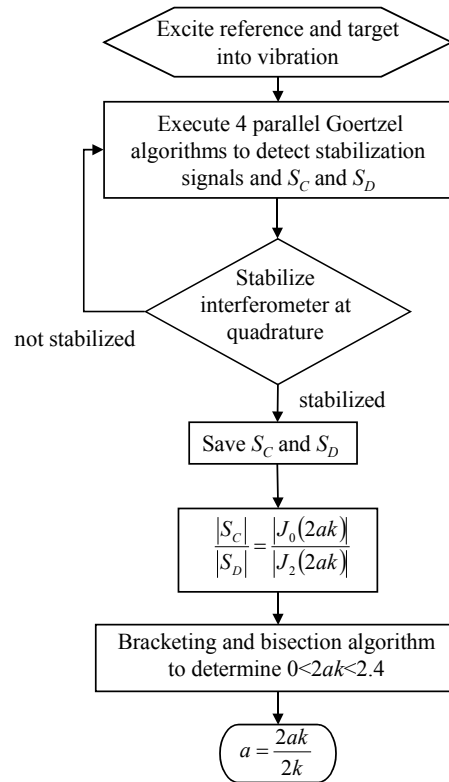 Excite reference and target
into vibration
Execute 4 parallel Goertzel
algorithms to detect stabilization
signals and S_C and S_D
Stabilize
interferometer at
quadrature
not stabilized
stabilized
Save S_C and S_D
|S_C| / |S_D| = |J_0(2ak)| / |J_2(2ak)|
Bracketing and bisection algorithm
to determine 0<2ak<2.4
a = 2ak / 2k